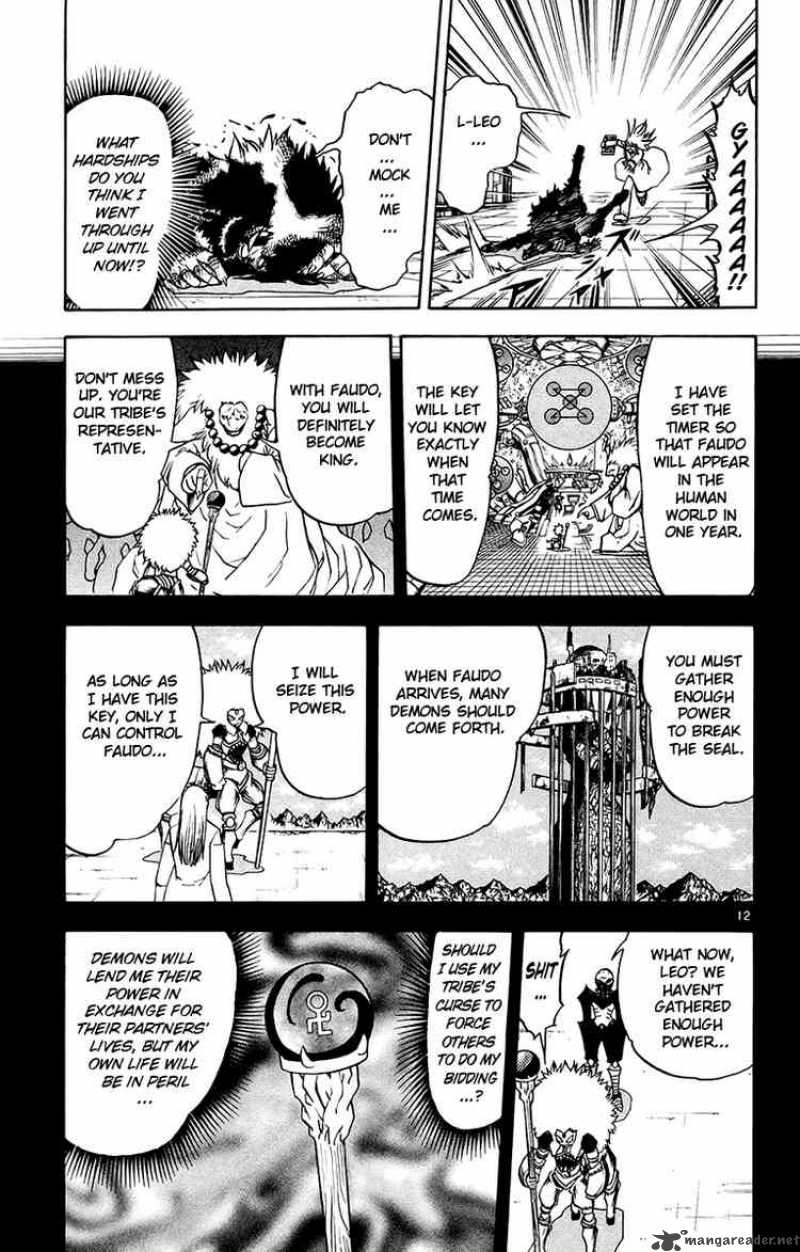 GYAAAAAA!!
L-LEO
...
DON'T
...
MOCK
...
ME
...
WHAT
HARDSHIPS
DO YOU
THINK I
WENT
THROUGH
UP UNTIL
NOW!?
I HAVE
SET THE
TIMER SO
THAT FAUDO
WILL APPEAR
IN THE
HUMAN
WORLD IN
ONE YEAR.
THE KEY
WILL LET
YOU KNOW
EXACTLY
WHEN
THAT
TIME
COMES.
WITH FAUDO,
YOU WILL
DEFINITELY
BECOME
KING.
DON'T MESS
UP. YOU'RE
OUR TRIBE'S
REPRESEN-
TATIVE.
YOU MUST
GATHER
ENOUGH
POWER
TO BREAK
THE SEAL.
WHEN FAUDO
ARRIVES, MANY
DEMONS SHOULD
COME FORTH.
I WILL
SEIZE THIS
POWER.
AS LONG AS
I HAVE THIS
KEY, ONLY I
CAN CONTROL
FAUDO...
12
WHAT NOW,
LEO? WE
HAVEN'T
GATHERED
ENOUGH
POWER...
SHIT
...
SHOULD
I USE MY
TRIBE'S
CURSE TO
FORCE
OTHERS
TO DO MY
BIDDING
...?
DEMONS WILL
LEND ME THEIR
POWER IN
EXCHANGE FOR
THEIR PARTNERS'
LIVES, BUT MY
OWN LIFE WILL
BE IN PERIL
...
mangareader.net